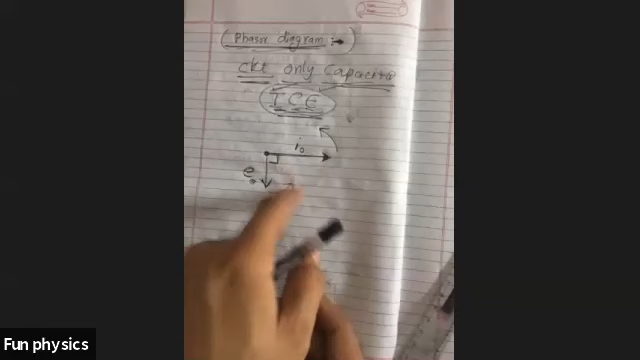 (Phasor diagram :→)
ckt only Capacitor
ICE
i₀
e₀
Fun physics